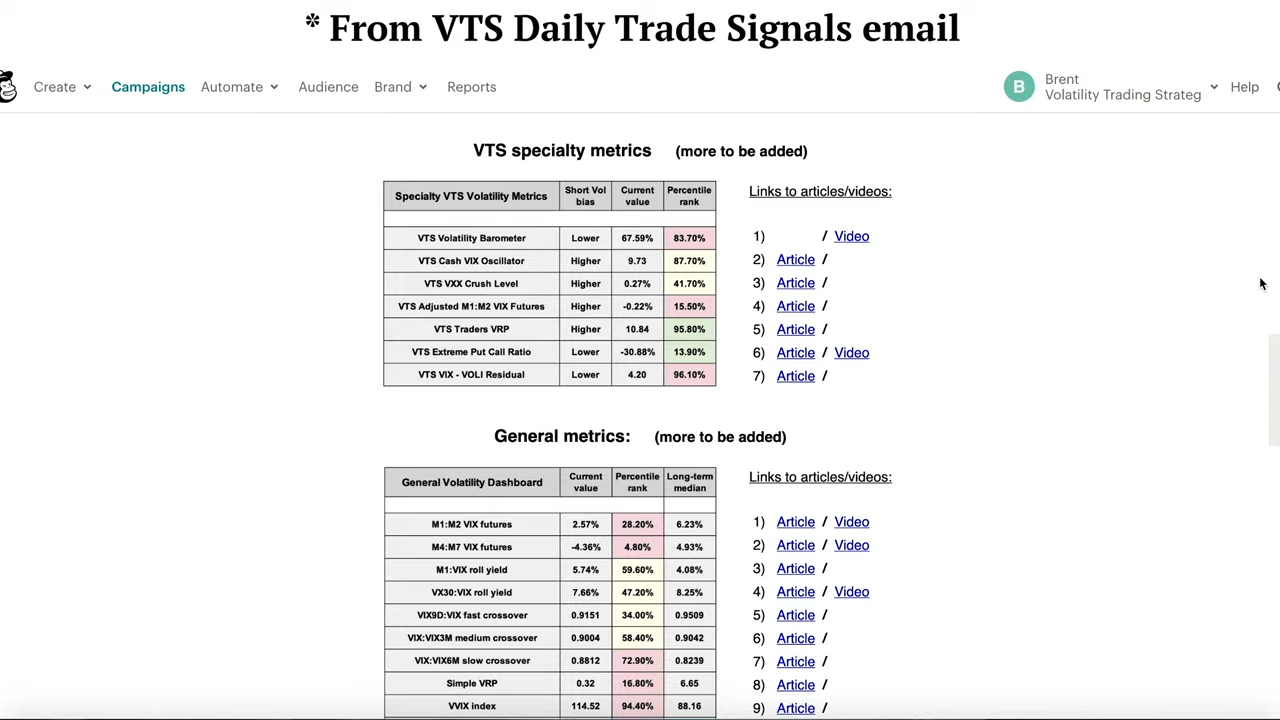 * From VTS Daily Trade Signals email
Create Campaigns Automate Audience Brand Reports
B Brent Help
Volatility Trading Strateg
VTS specialty metrics (more to be added)
Specialty VTS Volatility Metrics Short Vol bias Current value Percentile rank
Links to articles/videos:
VTS Volatility Barometer Lower 67.59% 83.70% 1) / Video
VTS Cash VIX Oscillator Higher 9.73 87.70% 2) Article /
VTS VXX Crush Level Higher 0.27% 41.70% 3) Article /
VTS Adjusted M1:M2 VIX Futures Higher -0.22% 15.50% 4) Article /
VTS Traders VRP Higher 10.84 95.80% 5) Article /
VTS Extreme Put Call Ratio Lower -30.88% 13.90% 6) Article / Video
VTS VIX - VOLI Residual Lower 4.20 96.10% 7) Article /
General metrics: (more to be added)
General Volatility Dashboard Current value Percentile rank Long-term median
Links to articles/videos:
M1:M2 VIX futures 2.57% 28.20% 6.23% 1) Article / Video
M4:M7 VIX futures -4.36% 4.80% 4.93% 2) Article / Video
M1:VIX roll yield 5.74% 59.60% 4.08% 3) Article /
VX30:VIX roll yield 7.66% 47.20% 8.25% 4) Article / Video
VIX9D:VIX fast crossover 0.9151 34.00% 0.9509 5) Article /
VIX:VIX3M medium crossover 0.9004 58.40% 0.9042 6) Article /
VIX:VIX6M slow crossover 0.8812 72.90% 0.8239 7) Article /
Simple VRP 0.32 16.80% 6.65 8) Article /
VVIX index 114.52 94.40% 88.16 9) Article /